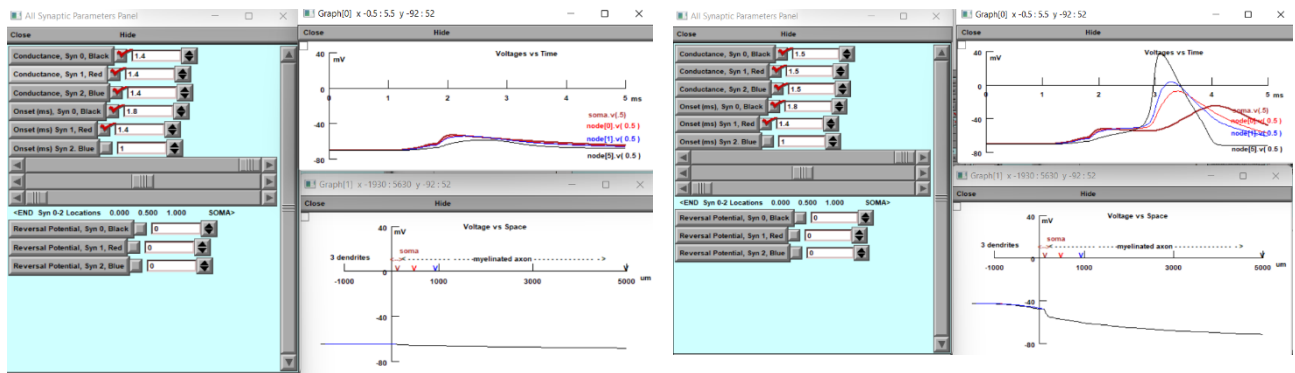 All Synaptic Parameters Panel
Close Hide
Conductance, Syn 0, Black 1.4
Conductance, Syn 1, Red 1.4
Conductance, Syn 2, Blue 1.4
Onset (ms), Syn 0, Black 1.8
Onset (ms) Syn 1, Red 1.4
Onset (ms) Syn 2. Blue 1
<END Syn 0-2 Locations 0.000 0.500 1.000 SOMA>
Reversal Potential, Syn 0, Black 0
Reversal Potential, Syn 1, Red 0
Reversal Potential, Syn 2, Blue 0
Graph[0] x -0.5 : 5.5 y -92 : 52
Close Hide
Voltages vs Time
40 mV
0 1 2 3 4 5
ms
-40
-80
soma.v(.5)
node[0].v( 0.5 )
node[1].v( 0.5 )
node[5].v( 0.5 )
Graph[1] x -1930 : 5630 y -92 : 52
Close Hide
Voltage vs Space
40 mV
soma
3 dendrites myelinated axon
um
-1000 0 1000 3000 5000
-40
-80
All Synaptic Parameters Panel
Close Hide
Conductance, Syn 0, Black 1.5
Conductance, Syn 1, Red 1.5
Conductance, Syn 2, Blue 1.5
Onset (ms), Syn 0, Black 1.8
Onset (ms) Syn 1, Red 1.4
Onset (ms) Syn 2. Blue 1
<END Syn 0-2 Locations 0.000 0.500 1.000 SOMA>
Reversal Potential, Syn 0, Black 0
Reversal Potential, Syn 1, Red 0
Reversal Potential, Syn 2, Blue 0
Graph[0] x -0.5 : 5.5 y -92 : 52
Close Hide
Voltages vs Time
40 mV
0 1 2 3 4 5
ms
-40
-80
soma.v(.5)
node[0].v( 0.5 )
node[1].v( 0.5 )
node[5].v( 0.5 )
Graph[1] x -1930 : 5630 y -92 : 52
Close Hide
Voltage vs Space
40 mV
soma
3 dendrites myelinated axon
um
-1000 0 1000 3000 5000
-40
-80